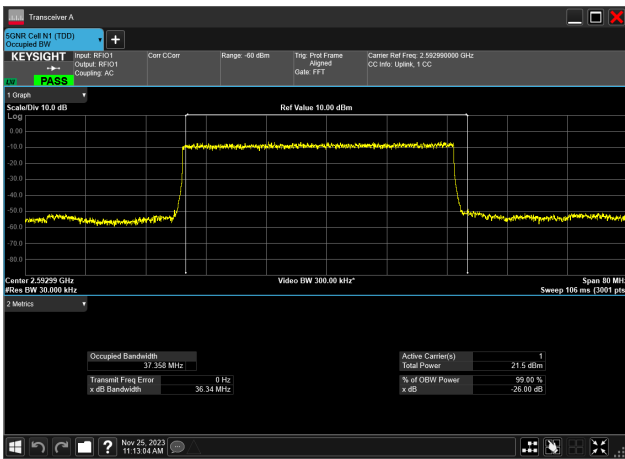 Transceiver A
5GNR Cell N1 (TDD)
Occupied BW
KEYSIGHT
PASS
Input: RFIO1
Output: RFIO1
Coupling: AC
Corr CCorr
Range: -60 dBm
Trig: Prot Frame
Aligned
Gate: FFT
Carrier Ref Freq: 2.592990000 GHz
CC Info: Uplink, 1 CC
1 Graph
Scale/Div 10.0 dB
Ref Value 10.00 dBm
Log
0.00
-10.0
-20.0
-30.0
-40.0
-50.0
-60.0
-70.0
-80.0
Center 2.59299 GHz
Video BW 300.00 kHz*
Span 80 MHz
#Res BW 30.000 kHz
Sweep 106 ms (3001 pts)
2 Metrics
Occupied Bandwidth
37.358 MHz
Transmit Freq Error 0 Hz
x dB Bandwidth 36.34 MHz
Active Carrier(s) 1
Total Power 21.5 dBm
% of OBW Power 99.00 %
x dB -26.00 dB
Nov 25, 2023
11:13:04 AM